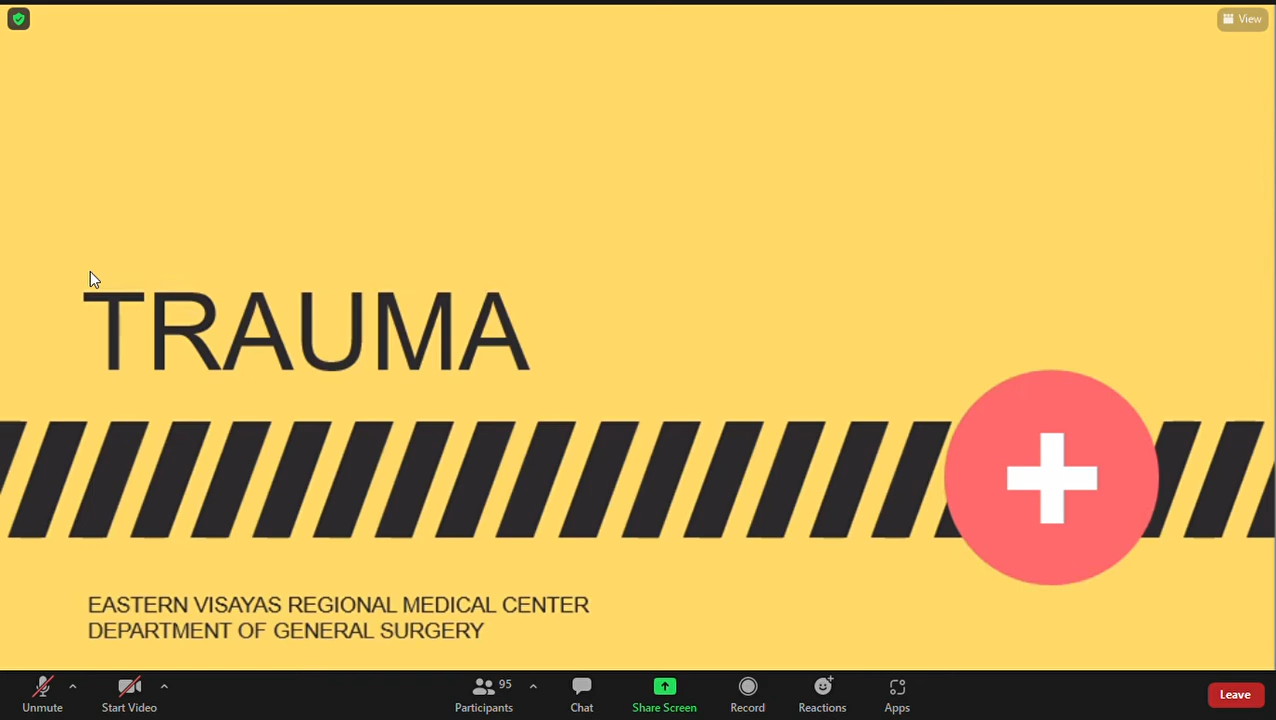 View
TRAUMA
EASTERN VISAYAS REGIONAL MEDICAL CENTER
DEPARTMENT OF GENERAL SURGERY
95
Unmute Start Video Participants Chat Share Screen Record Reactions Apps Leave